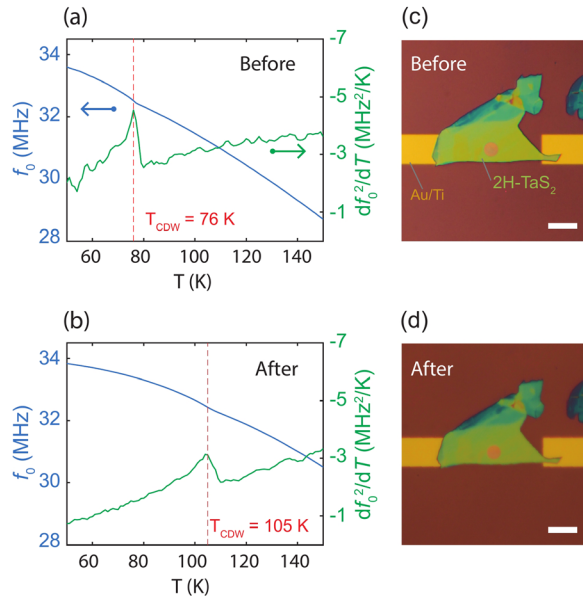 (a)
Before
34
32
30
28
f₀ (MHz)
-7
-5
-3
-1
df₀²/dT (MHz²/K)
T_CDW = 76 K
60 80 100 120 140
T (K)
(c)
Before
Au/Ti
2H-TaS₂
(b)
After
34
32
30
28
f₀ (MHz)
-7
-5
-3
-1
df₀²/dT (MHz²/K)
T_CDW = 105 K
60 80 100 120 140
T (K)
(d)
After